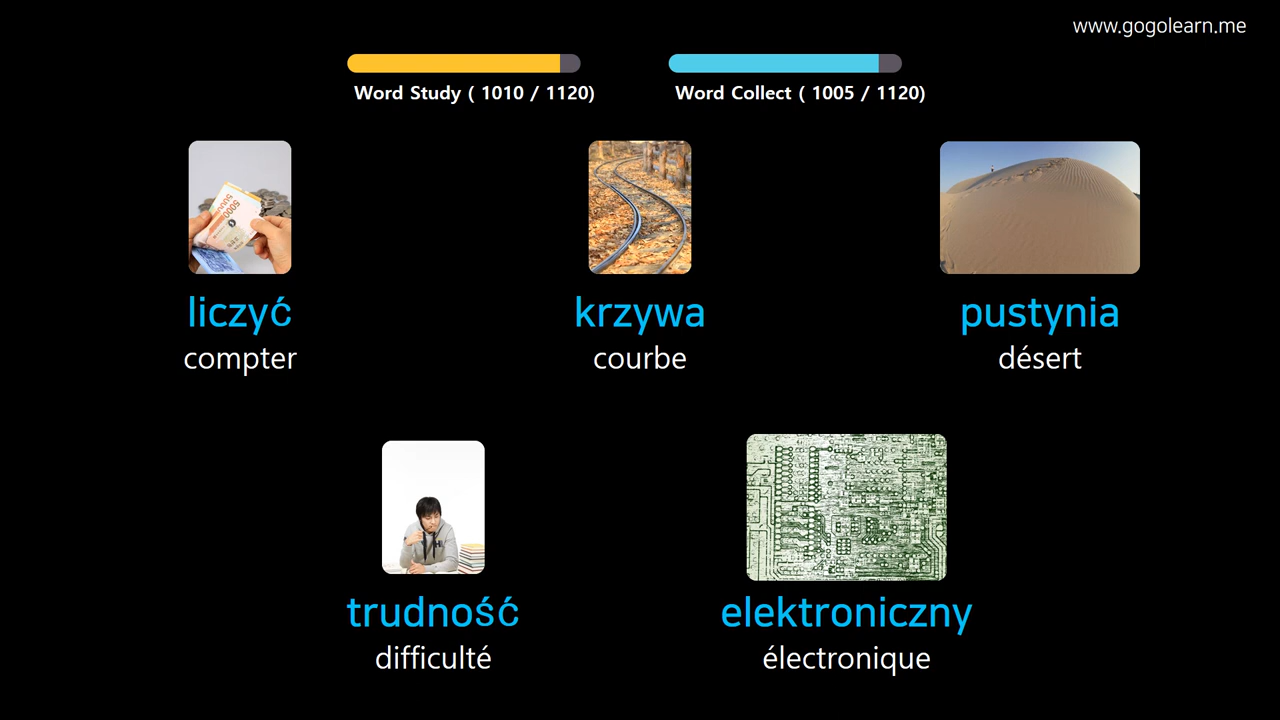 www.gogolearn.me
Word Study ( 1010 / 1120)
Word Collect ( 1005 / 1120)
liczyć
compter
krzywa
courbe
pustynia
désert
trudność
difficulté
elektroniczny
électronique